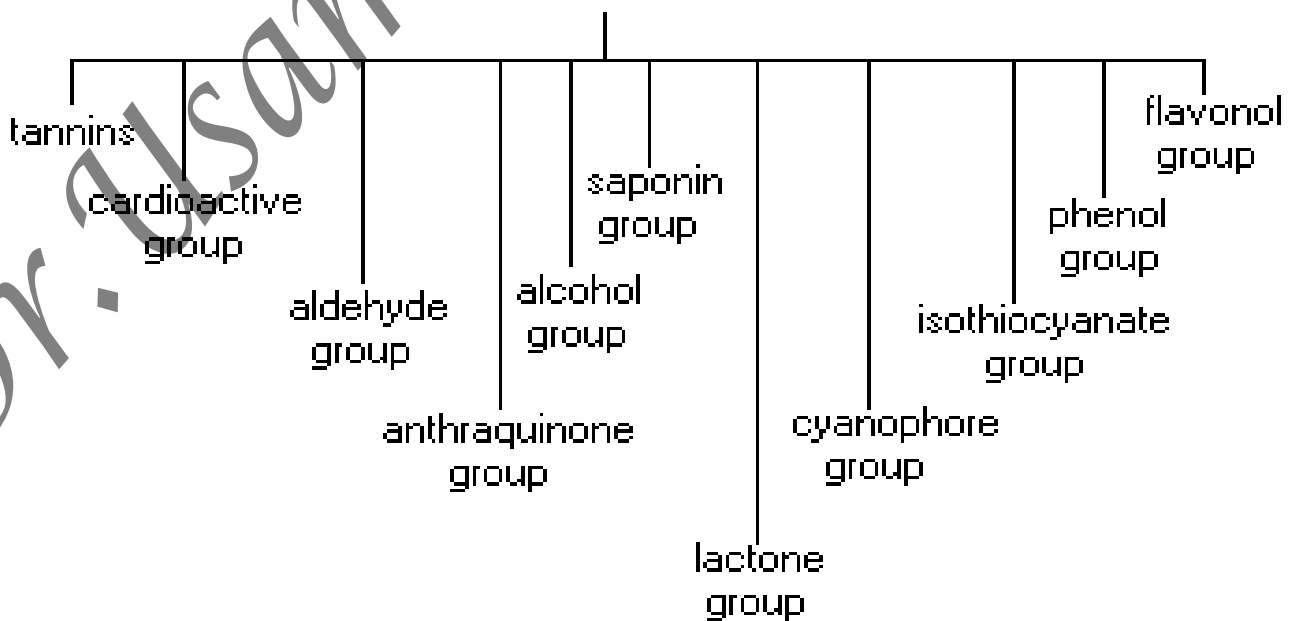 tannins
cardioactive
group
aldehyde
group
anthraquinone
group
alcohol
group
saponin
group
lactone
group
cyanophore
group
isothiocyanate
group
phenol
group
flavonol
group